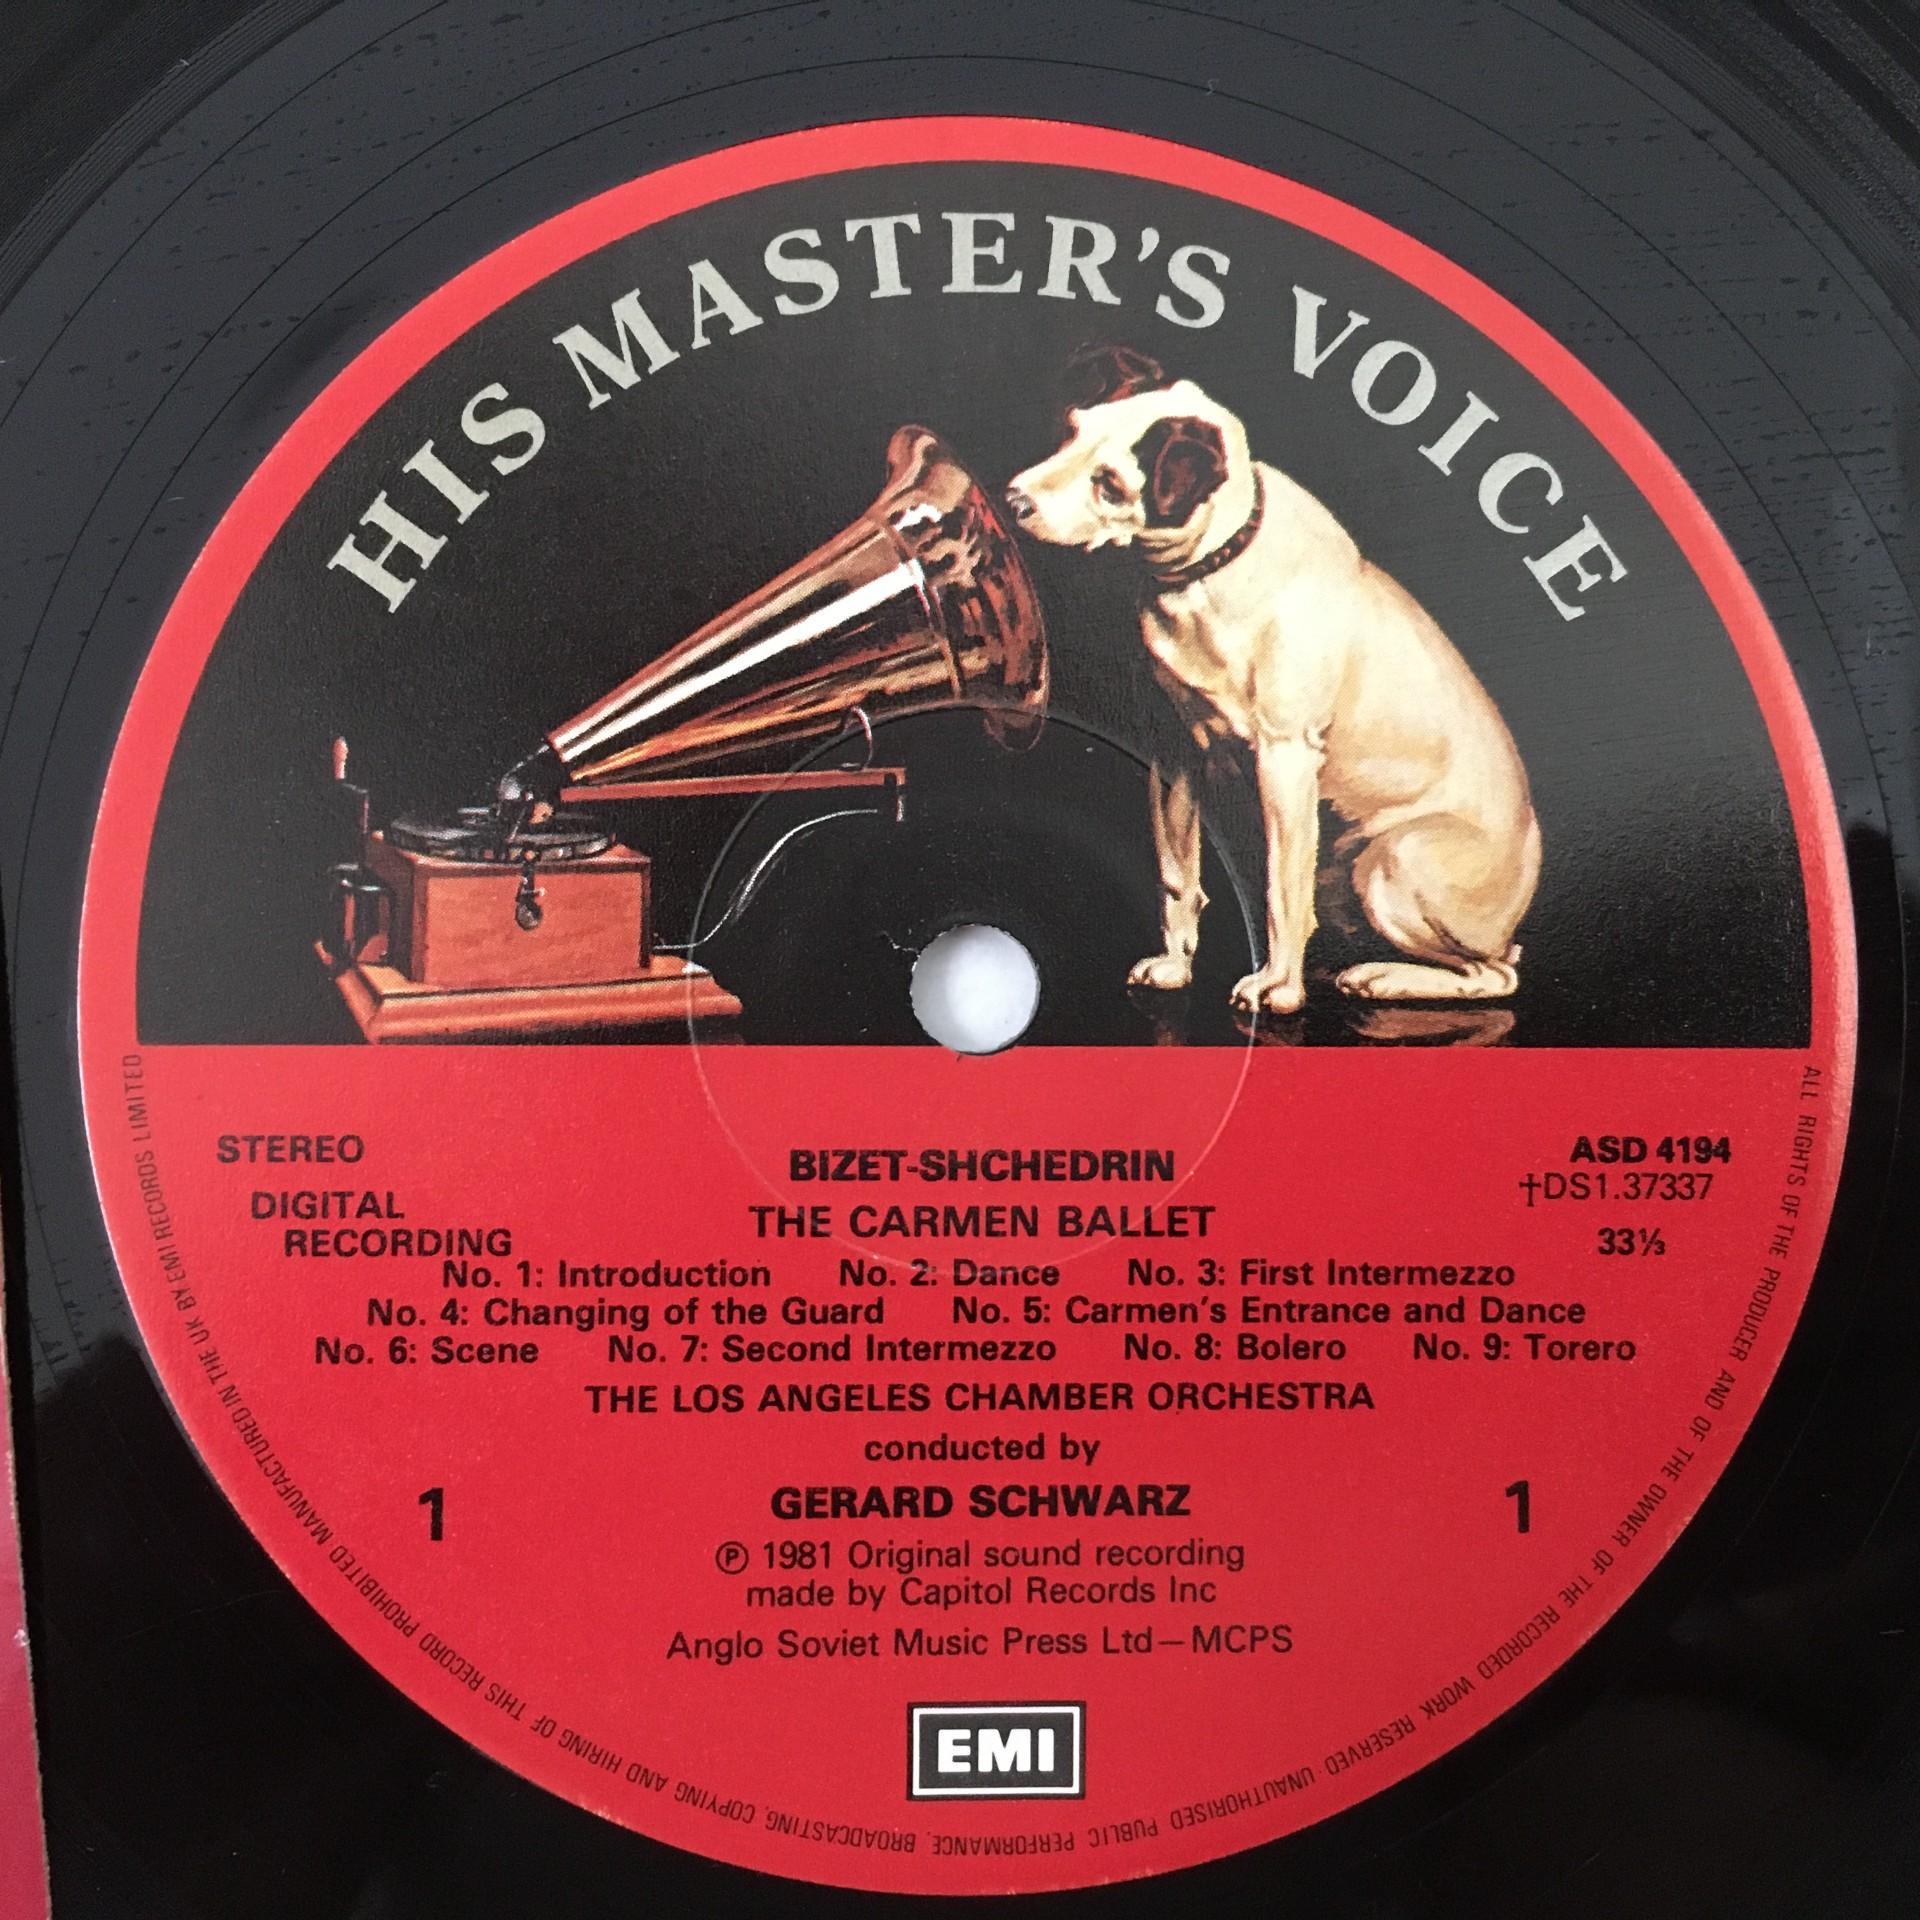 HIS MASTER'S VOICE
STEREO
DIGITAL
RECORDING
BIZET-SHCHEDRIN
THE CARMEN BALLET
ASD 4194
†DS1.37337
33⅓
No. 1: Introduction No. 2: Dance No. 3: First Intermezzo
No. 4: Changing of the Guard No. 5: Carmen's Entrance and Dance
No. 6: Scene No. 7: Second Intermezzo No. 8: Bolero No. 9: Torero
THE LOS ANGELES CHAMBER ORCHESTRA
conducted by
1 GERARD SCHWARZ 1
℗ 1981 Original sound recording
made by Capitol Records Inc
Anglo Soviet Music Press Ltd—MCPS
EMI
ALL RIGHTS OF THE PRODUCER AND OF THE OWNER OF THE RECORDED WORK RESERVED · UNAUTHORISED PUBLIC PERFORMANCE, BROADCASTING, COPYING AND HIRING OF THIS RECORD PROHIBITED MANUFACTURED IN THE UK BY EMI RECORDS LIMITED